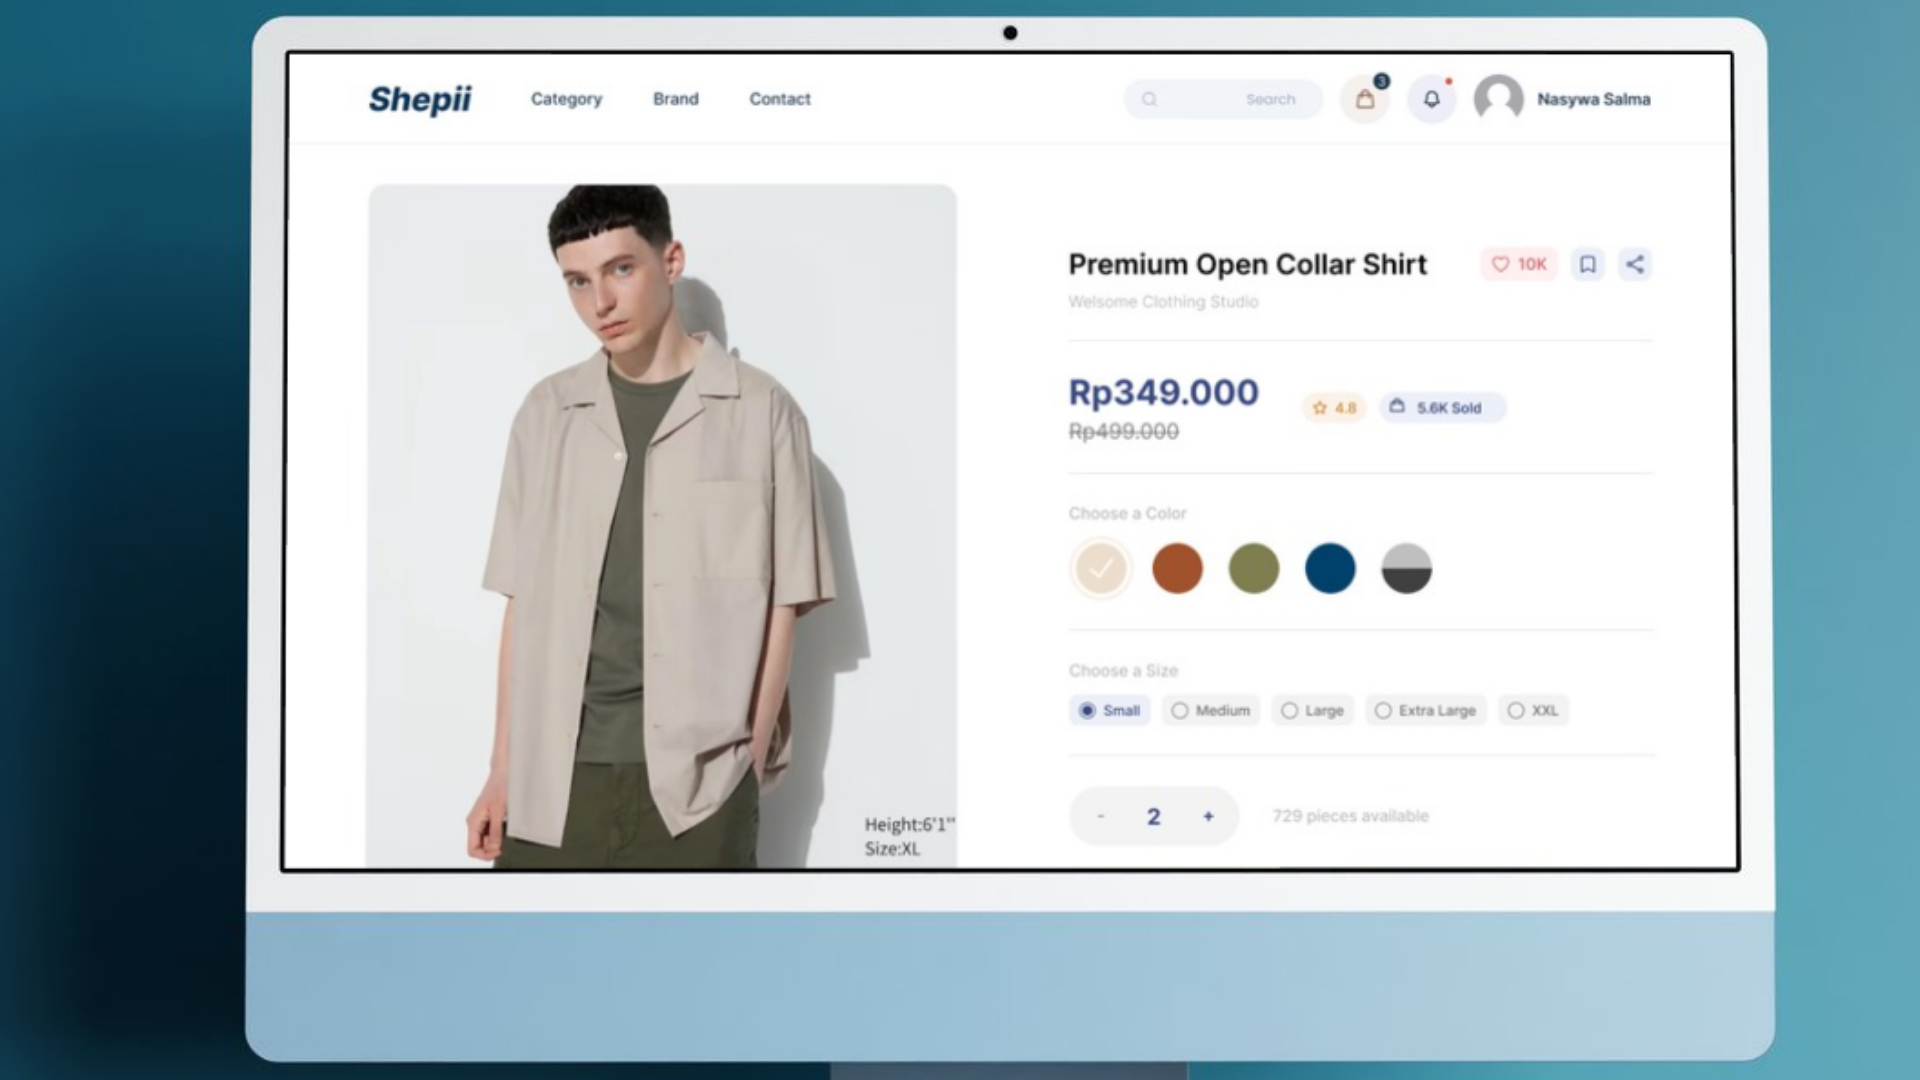 Shepii Category Brand Contact Search 3 Nasywa Salma
Premium Open Collar Shirt 10K
Welsome Clothing Studio
Rp349.000 4.8 5.6K Sold
Rp499.000
Choose a Color
Choose a Size
Small Medium Large Extra Large XXL
- 2 + 729 pieces available
Height:6'1"
Size:XL